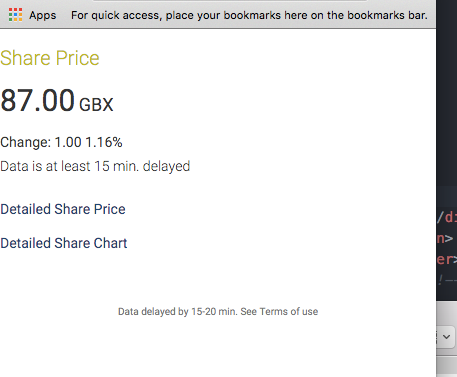 Apps For quick access, place your bookmarks here on the bookmarks bar.
Share Price
87.00 GBX
Change: 1.00 1.16%
Data is at least 15 min. delayed
Detailed Share Price
/di
n>
Detailed Share Chart
er>
!--
Data delayed by 15-20 min. See Terms of use